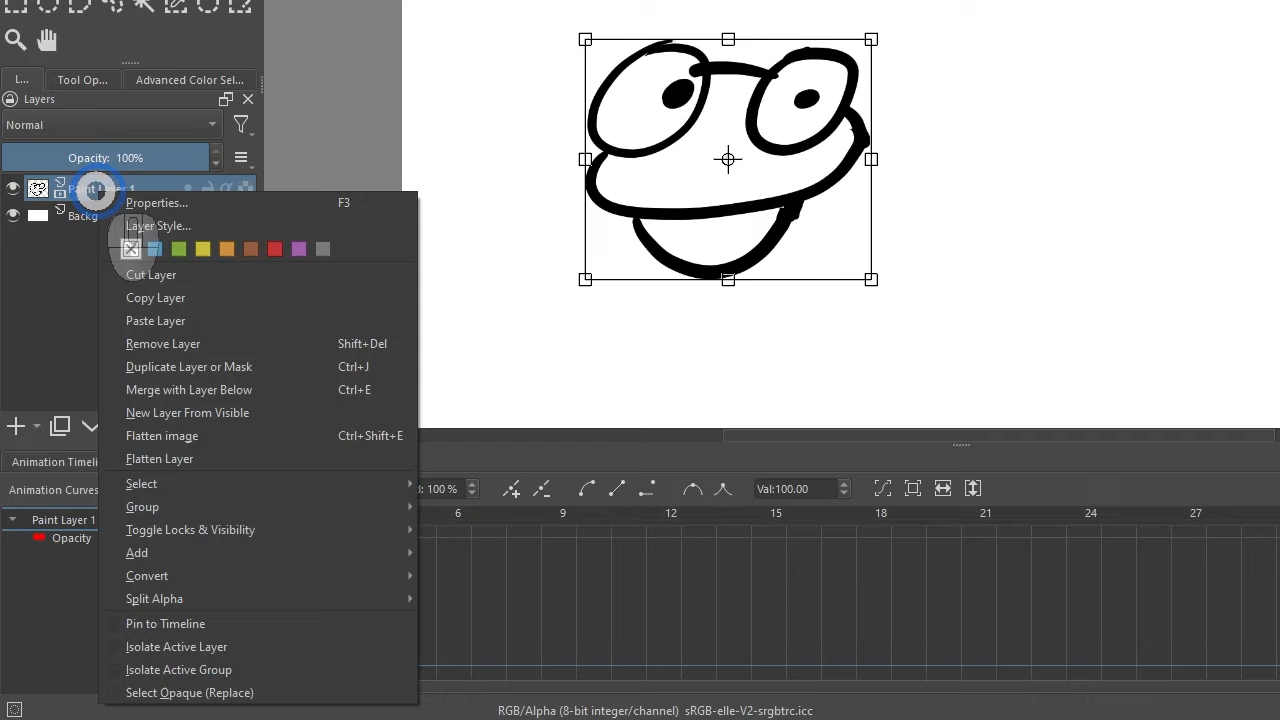 L... Tool Op... Advanced Color Sel...
Layers
Normal
Opacity: 100%
Paint Layer 1
Backg
Properties... F3
Layer Style...
Cut Layer
Copy Layer
Paste Layer
Remove Layer Shift+Del
Duplicate Layer or Mask Ctrl+J
Merge with Layer Below Ctrl+E
New Layer From Visible
Flatten image Ctrl+Shift+E
Flatten Layer
Select
Group
Toggle Locks & Visibility
Add
Convert
Split Alpha
Pin to Timeline
Isolate Active Layer
Isolate Active Group
Select Opaque (Replace)
Animation Timeli
Animation Curves
d: 100 % Val:100.00
6 9 12 15 18 21 24 27
Paint Layer 1
Opacity
RGB/Alpha (8-bit integer/channel) sRGB-elle-V2-srgbtrc.icc